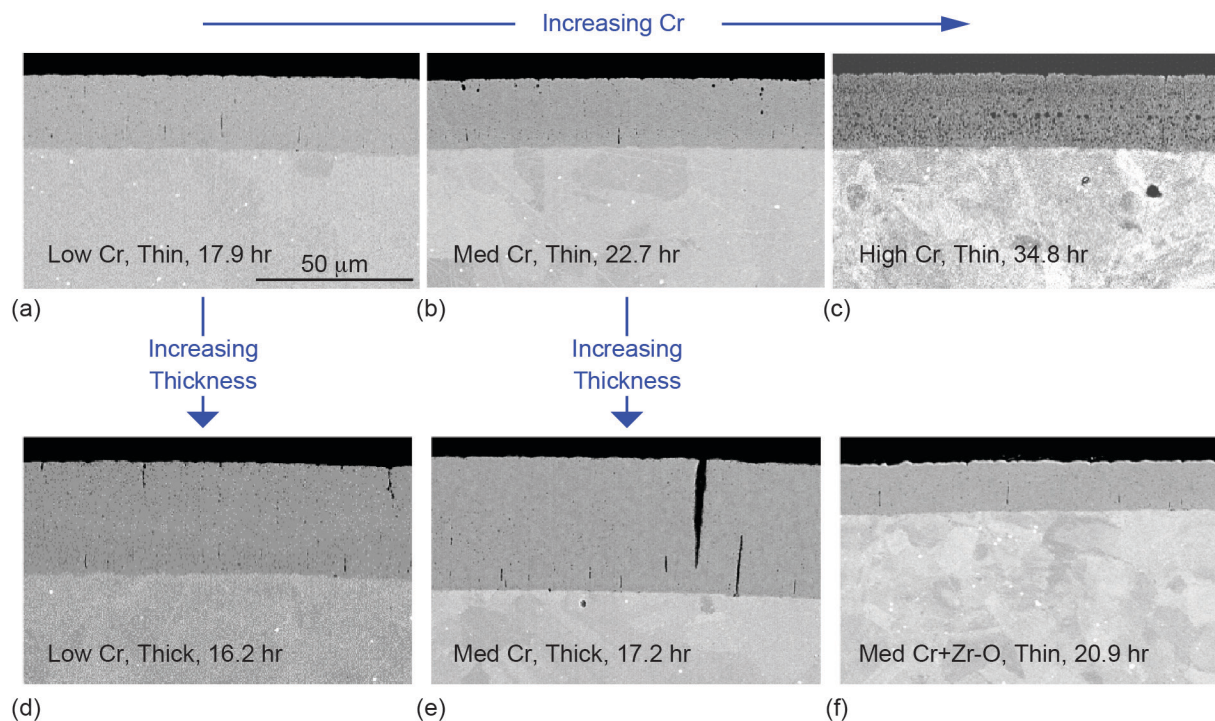 Increasing Cr
Low Cr, Thin, 17.9 hr
50 μm
Med Cr, Thin, 22.7 hr
High Cr, Thin, 34.8 hr
(a)
(b)
(c)
Increasing
Thickness
Increasing
Thickness
Low Cr, Thick, 16.2 hr
Med Cr, Thick, 17.2 hr
Med Cr+Zr-O, Thin, 20.9 hr
(d)
(e)
(f)